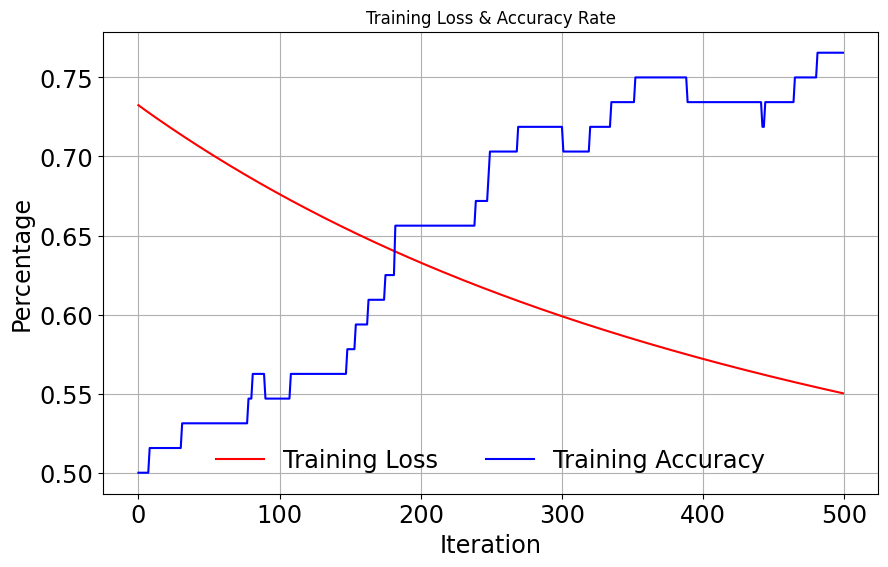 Training Loss & Accuracy Rate
Percentage
0.75
0.70
0.65
0.60
0.55
0.50
Training Loss
Training Accuracy
0
100
200
300
400
500
Iteration